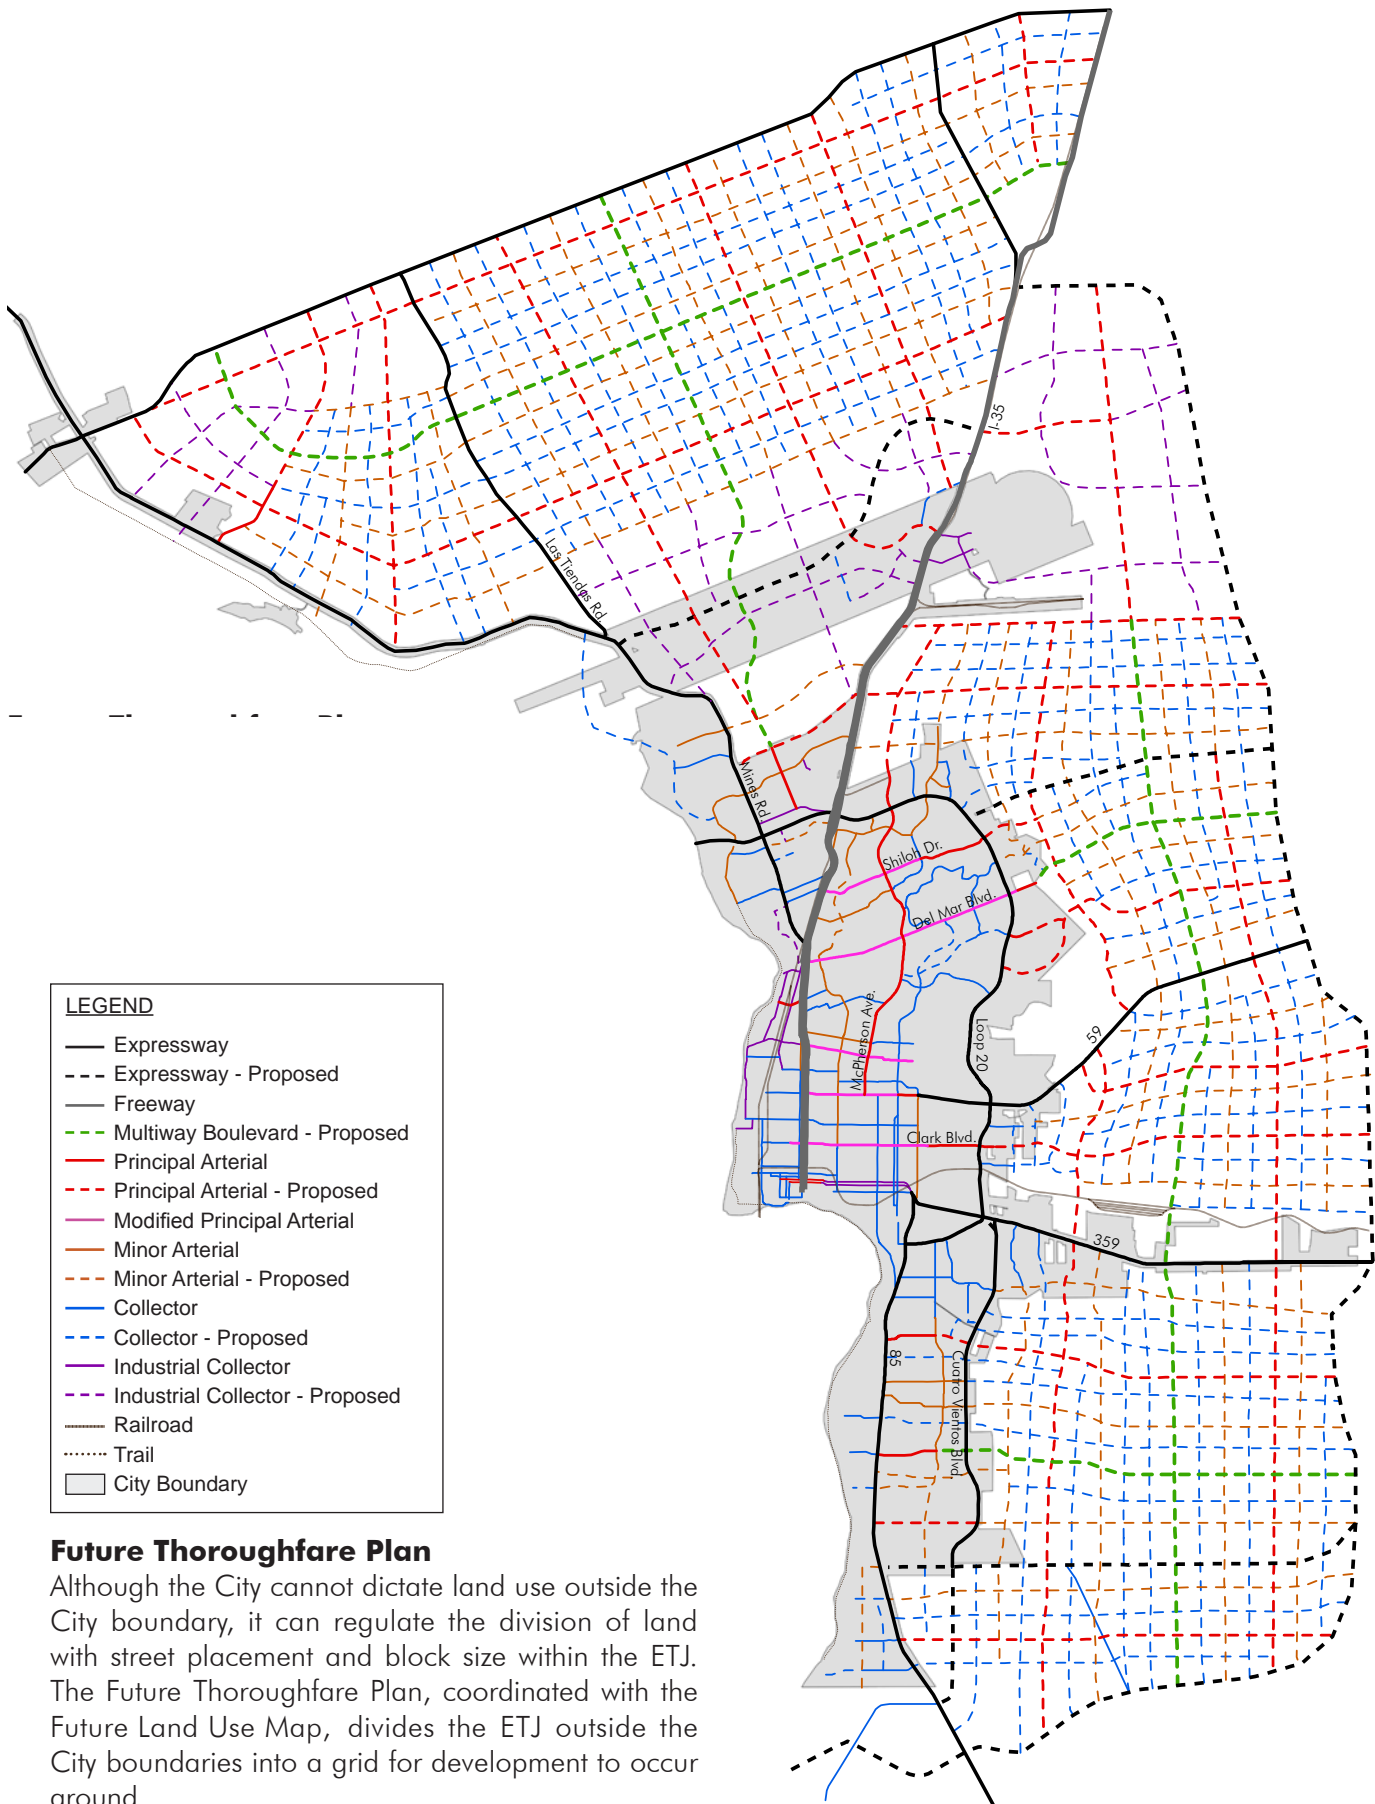 I-35
Las Tiendas Rd.
Mines Rd.
Shiloh Dr.
Del Mar Blvd.
McPherson Ave.
Loop 20
59
Clark Blvd.
359
85
Cuatro Vientos Blvd.
LEGEND
Expressway
Expressway - Proposed
Freeway
Multiway Boulevard - Proposed
Principal Arterial
Principal Arterial - Proposed
Modified Principal Arterial
Minor Arterial
Minor Arterial - Proposed
Collector
Collector - Proposed
Industrial Collector
Industrial Collector - Proposed
Railroad
Trail
City Boundary
Future Thoroughfare Plan
Although the City cannot dictate land use outside the
City boundary, it can regulate the division of land
with street placement and block size within the ETJ.
The Future Thoroughfare Plan, coordinated with the
Future Land Use Map, divides the ETJ outside the
City boundaries into a grid for development to occur
around.